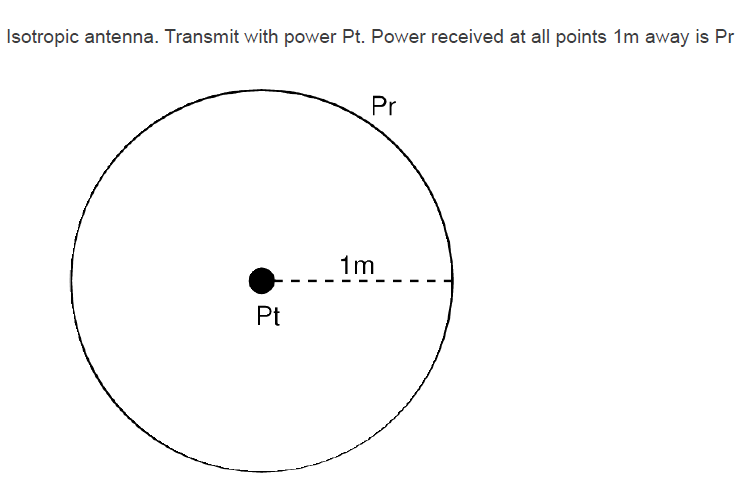 Isotropic antenna. Transmit with power Pt. Power received at all points 1m away is Pr
Pr
1m
Pt